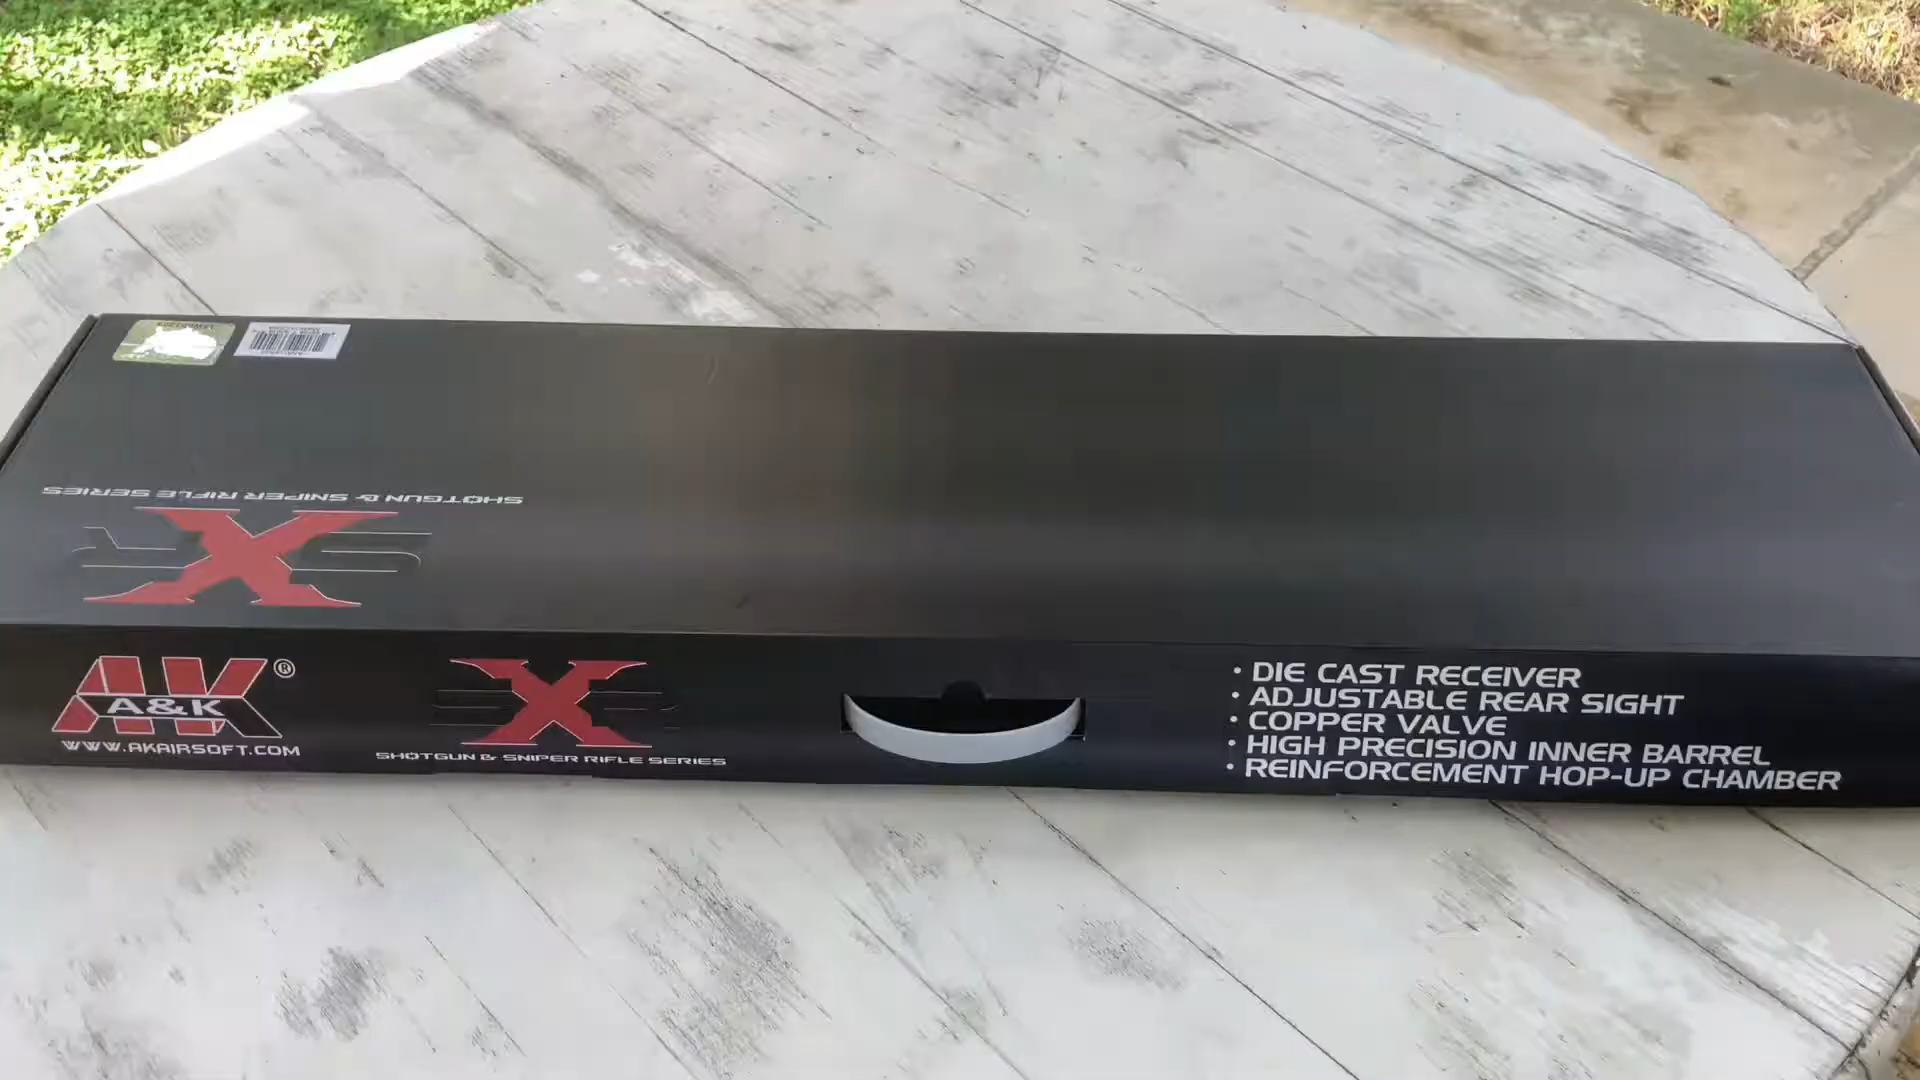 SHOTGUN & SNIPER RIFLE SERIES
X
AK®
A&K
WWW.AKAIRSOFT.COM
X
SHOTGUN & SNIPER RIFLE SERIES
• DIE CAST RECEIVER
• ADJUSTABLE REAR SIGHT
• COPPER VALVE
• HIGH PRECISION INNER BARREL
• REINFORCEMENT HOP-UP CHAMBER